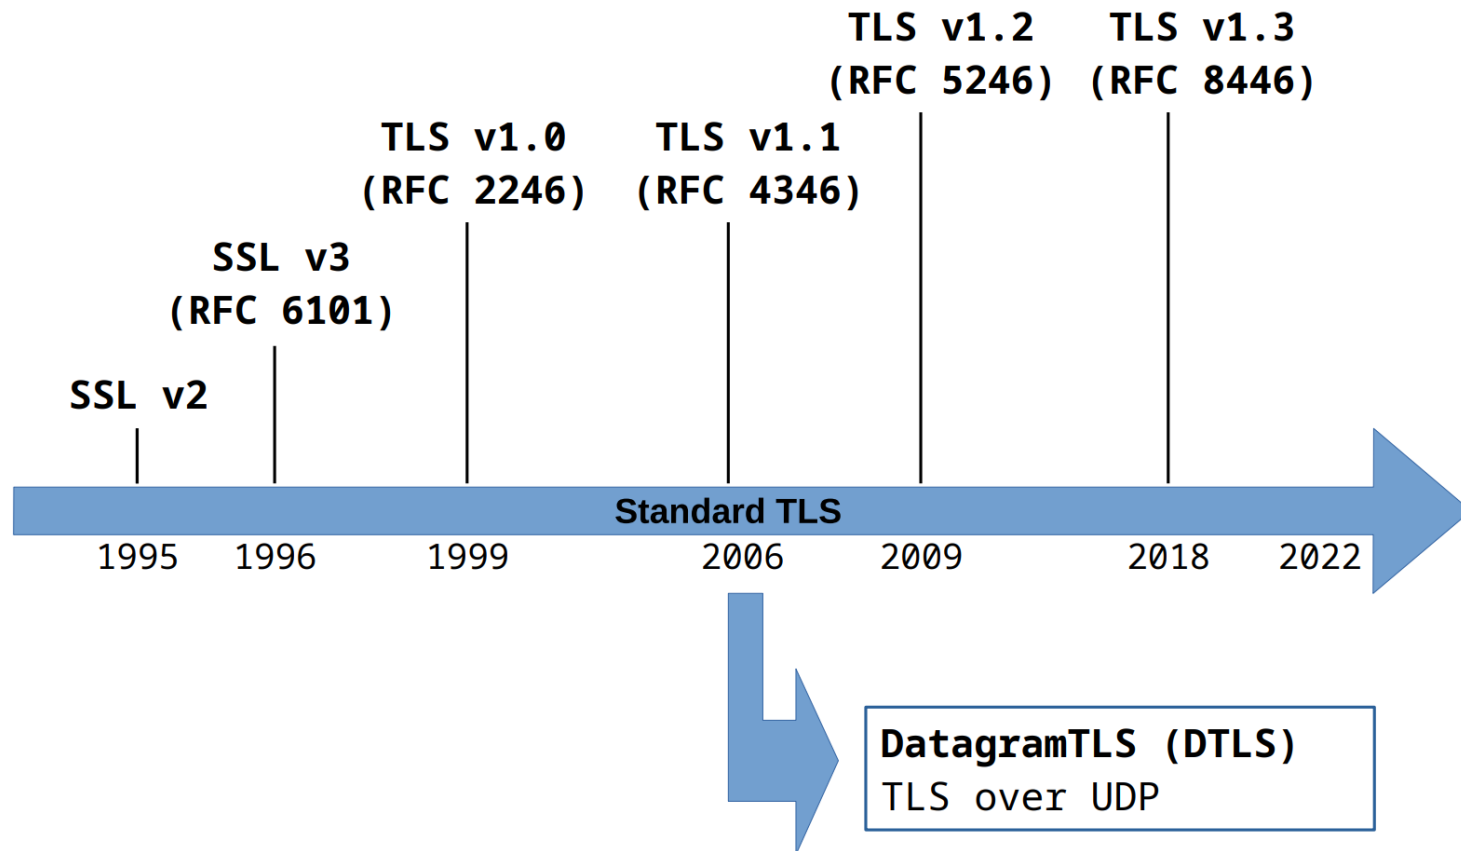 TLS v1.2
(RFC 5246)
TLS v1.3
(RFC 8446)
TLS v1.0
(RFC 2246)
TLS v1.1
(RFC 4346)
SSL v3
(RFC 6101)
SSL v2
Standard TLS
1995 1996 1999 2006 2009 2018 2022
DatagramTLS (DTLS)
TLS over UDP